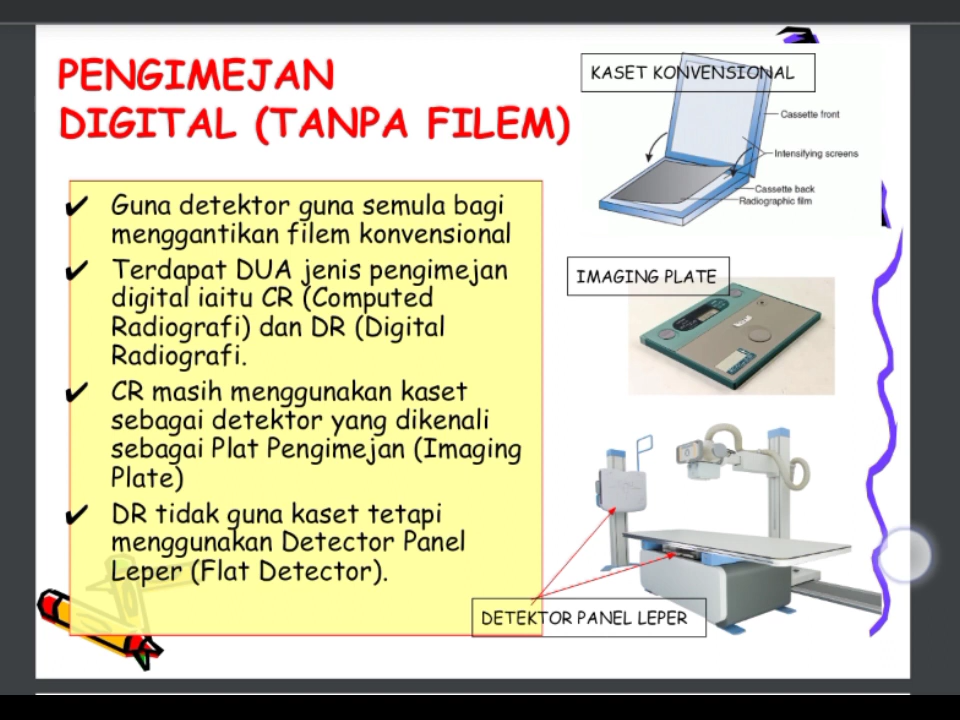 PENGIMEJAN
DIGITAL (TANPA FILEM)
Guna detektor guna semula bagi
menggantikan filem konvensional
Terdapat DUA jenis pengimejan
digital iaitu CR (Computed
Radiografi) dan DR (Digital
Radiografi.
CR masih menggunakan kaset
sebagai detektor yang dikenali
sebagai Plat Pengimejan (Imaging
Plate)
DR tidak guna kaset tetapi
menggunakan Detector Panel
Leper (Flat Detector).
KASET KONVENSIONAL
Cassette front
Intensifying screens
Cassette back
Radiographic film
IMAGING PLATE
DETEKTOR PANEL LEPER